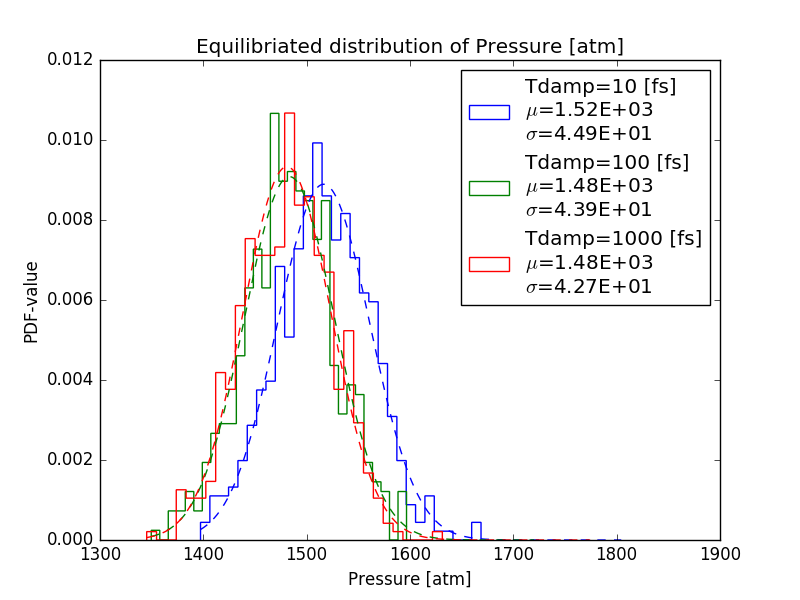 Equilibriated distribution of Pressure [atm]
0.012
0.010
0.008
0.006
0.004
0.002
0.000
PDF-value
Tdamp=10 [fs]
μ=1.52E+03
σ=4.49E+01
Tdamp=100 [fs]
μ=1.48E+03
σ=4.39E+01
Tdamp=1000 [fs]
μ=1.48E+03
σ=4.27E+01
1300 1400 1500 1600 1700 1800 1900
Pressure [atm]